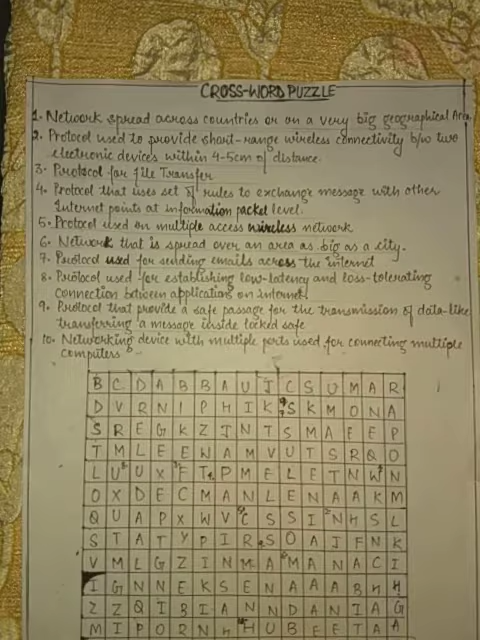 CROSS-WORD PUZZLE
1. Network spread across countries or on a very big geographical Area.
2. Protocol used to provide short-range wireless connectivity b/w two
electronic devices within 4-5cm of distance.
3. Protocol for file Transfer
4. Protocol that uses set of rules to exchange message with other
Internet points at information packet level.
5. Protocol used on multiple access wireless network
6. Network that is spread over an area as big as a city.
7. Protocol used for sending emails across the internet
8. Protocol used for establishing low-latency and loss-tolerating
connection between application on internet
9. Protocol that provide a safe passage for the transmission of data-like
transferring a message inside locked safe
10. Networking device with multiple ports used for connecting multiple
computers
B C D A B B A U J C S U M A R
D V R N I P H I K S K M O N A
S R E G K Z J N T S M A E E P
T M L E E W A M V U T S R Q O
L U U X F T P M E L E T N W N
O X D E C M A N L E N A A K M
Q U A P X W V C S S I N H S L
S T A T Y P I R S O A J F N K
V M L G Z I N M A M A N A C I
I G N N E K S E N A A A B H H
Z Z Q I B I A N N D A N I A G
M I P O R N H H U B E E T A A